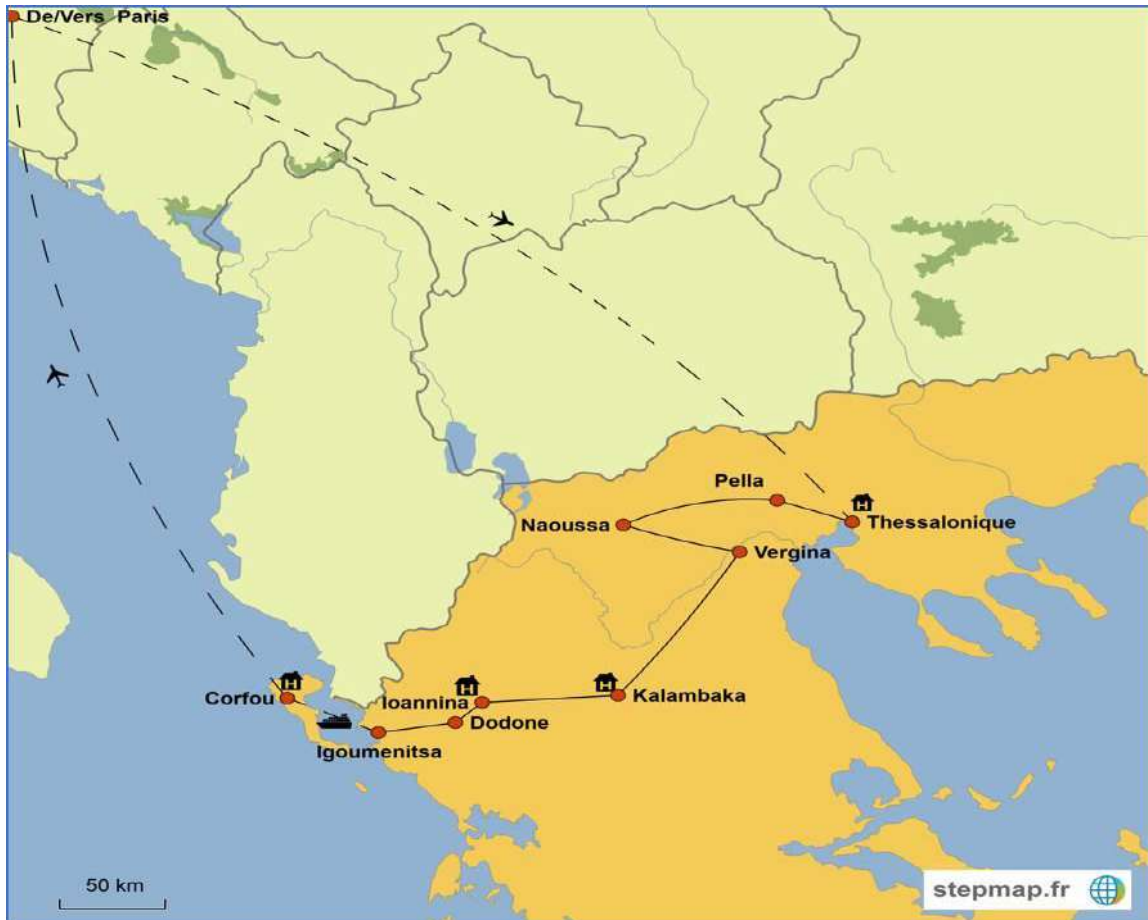 De/Vers Paris
Pella
Naoussa
Thessalonique
Vergina
H
H
H
H
Corfou
Ioannina
Kalambaka
Dodone
Igoumenitsa
50 km
stepmap.fr